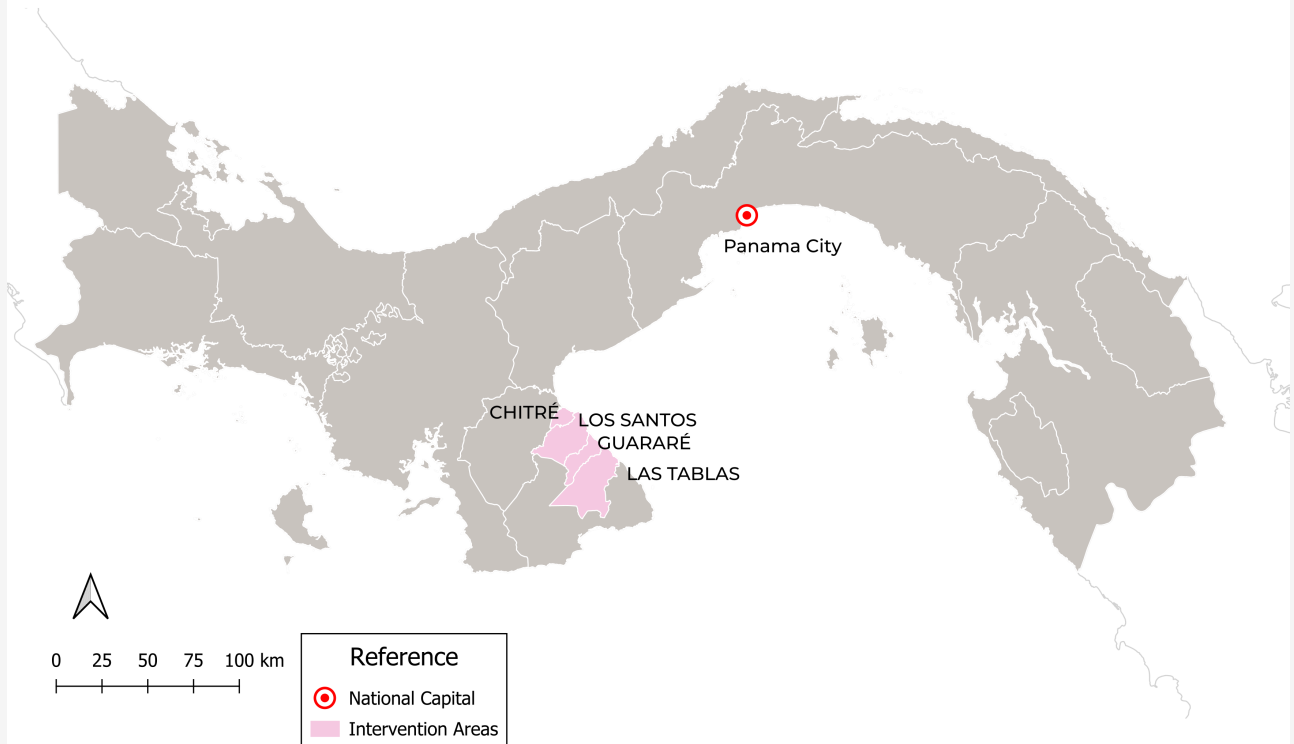 Panama City
CHITRÉ
LOS SANTOS
GUARARÉ
LAS TABLAS
0 25 50 75 100 km
Reference
National Capital
Intervention Areas